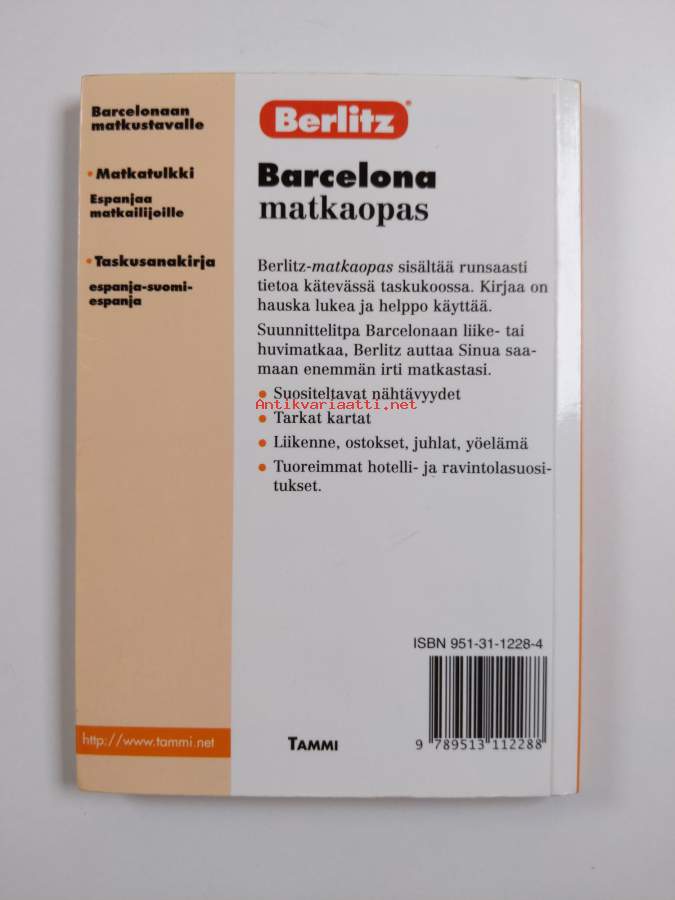 Barcelonaan
matkustavalle
• Matkatulkki
Espanjaa
matkailijoille
• Taskusanakirja
espanja-suomi-
espanja
http://www.tammi.net
Berlitz®
Barcelona
matkaopas
Berlitz-matkaopas sisältää runsaasti
tietoa kätevässä taskukoossa. Kirjaa on
hauska lukea ja helppo käyttää.
Suunnittelitpa Barcelonaan liike- tai
huvimatkaa, Berlitz auttaa Sinua saa-
maan enemmän irti matkastasi.
• Suositeltavat nähtävyydet
Antikvariaatti.net
• Tarkat kartat
• Liikenne, ostokset, juhlat, yöelämä
• Tuoreimmat hotelli- ja ravintolasuosi-
tukset.
ISBN 951-31-1228-4
9 789513 112288
TAMMI